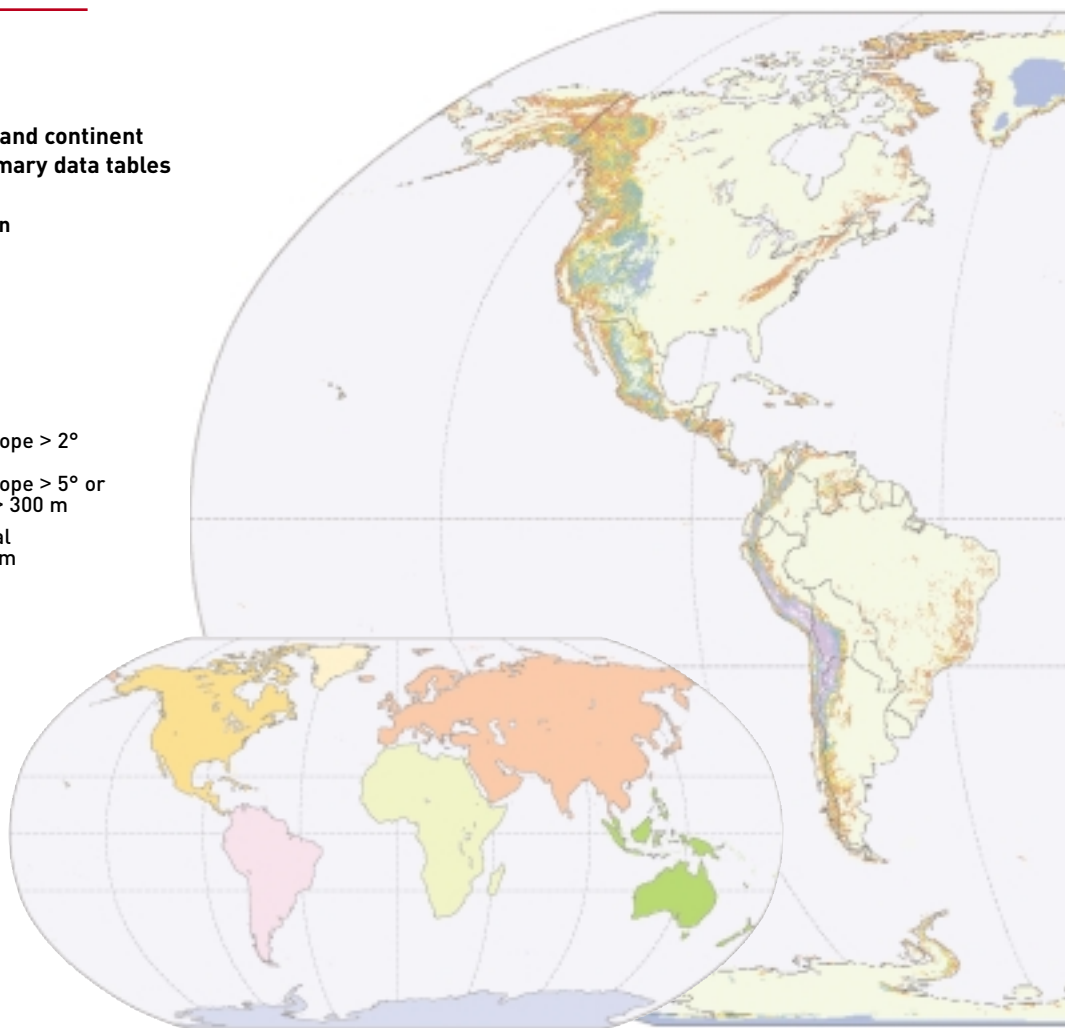 and continent
mary data tables
n
ope > 2°
ope > 5° or
> 300 m
al
m